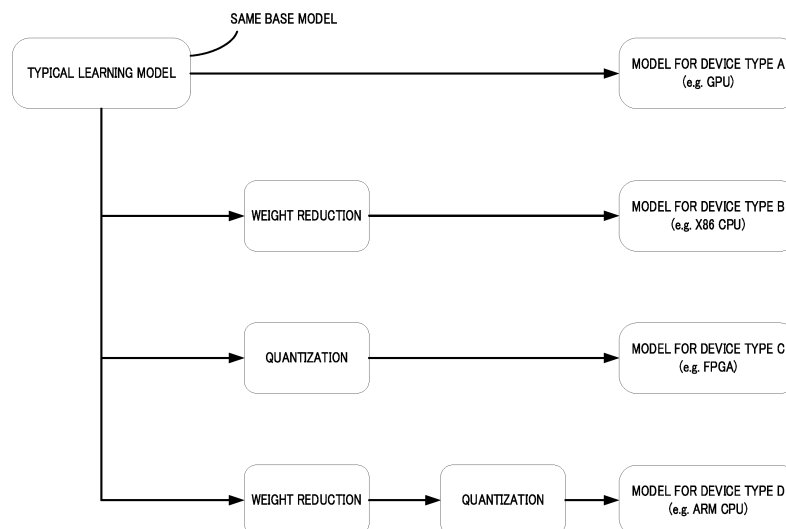 SAME BASE MODEL
TYPICAL LEARNING MODEL
MODEL FOR DEVICE TYPE A
(e.g. GPU)
WEIGHT REDUCTION
MODEL FOR DEVICE TYPE B
(e.g. X86 CPU)
QUANTIZATION
MODEL FOR DEVICE TYPE C
(e.g. FPGA)
WEIGHT REDUCTION
QUANTIZATION
MODEL FOR DEVICE TYPE D
(e.g. ARM CPU)